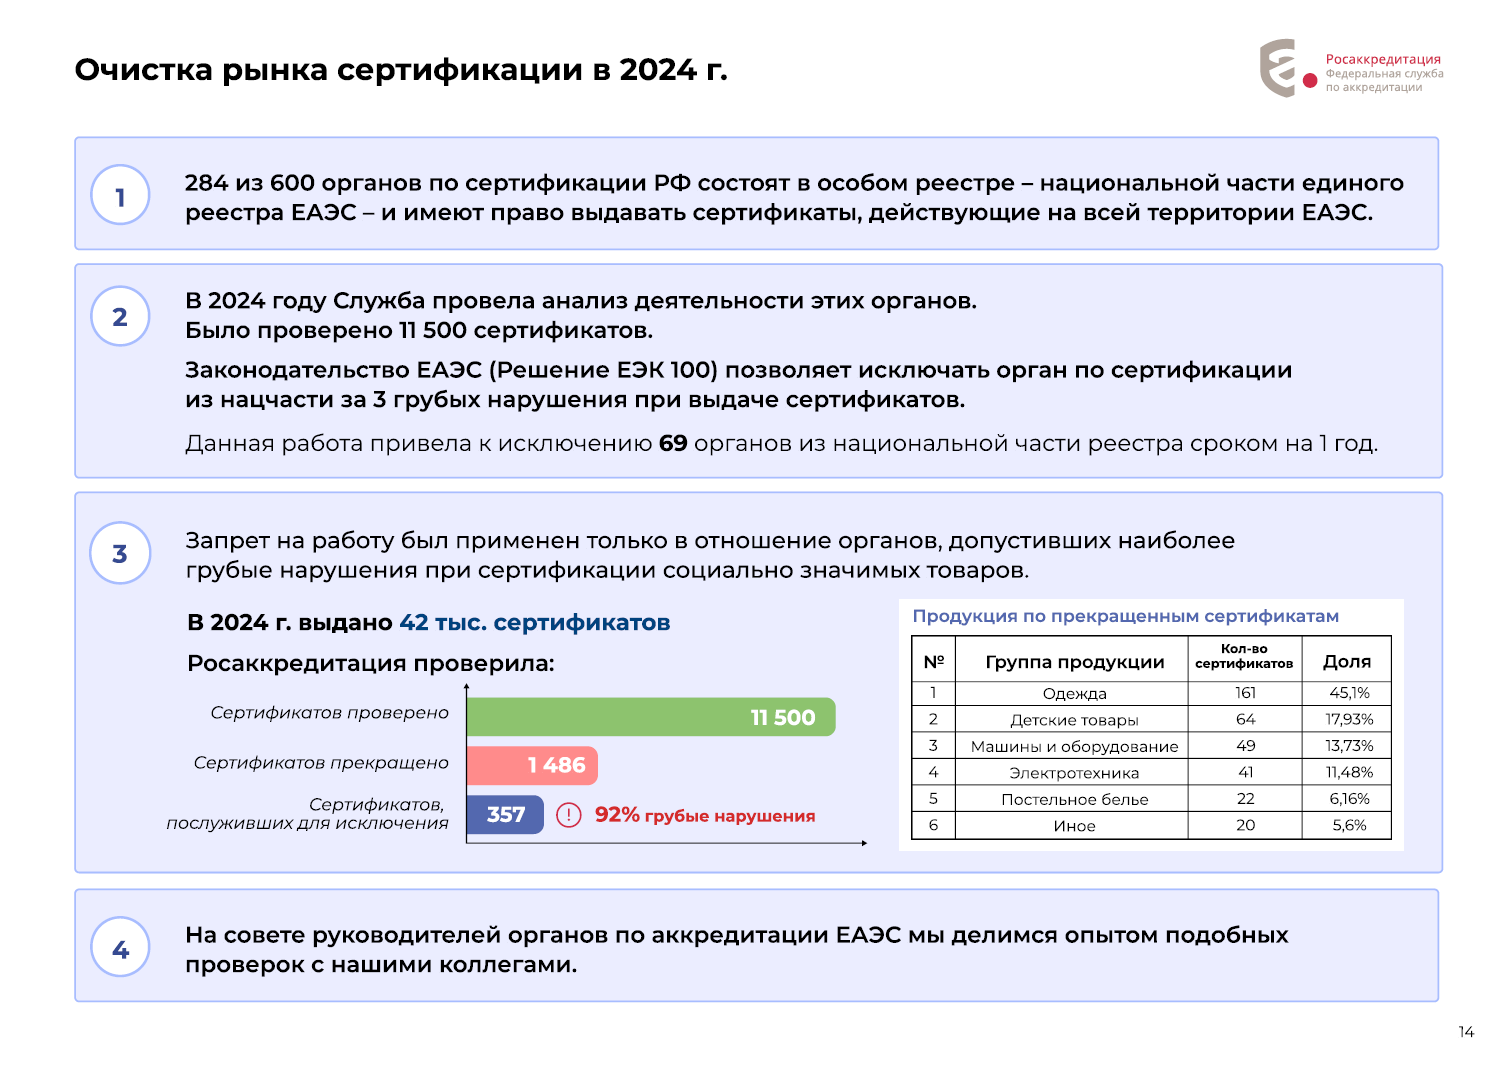 Очистка рынка сертификации в 2024 г.
Росаккредитация
Федеральная служба
по аккредитации
1
284 из 600 органов по сертификации РФ состоят в особом реестре – национальной части единого
реестра ЕАЭС – и имеют право выдавать сертификаты, действующие на всей территории ЕАЭС.
2
В 2024 году Служба провела анализ деятельности этих органов.
Было проверено 11 500 сертификатов.
Законодательство ЕАЭС (Решение ЕЭК 100) позволяет исключать орган по сертификации
из нацчасти за 3 грубых нарушения при выдаче сертификатов.
Данная работа привела к исключению 69 органов из национальной части реестра сроком на 1 год.
3
Запрет на работу был применен только в отношение органов, допустивших наиболее
грубые нарушения при сертификации социально значимых товаров.
В 2024 г. выдано 42 тыс. сертификатов
Росаккредитация проверила:
Сертификатов проверено 11 500
Сертификатов прекращено 1 486
Сертификатов,
послуживших для исключения 357 ! 92% грубые нарушения
Продукция по прекращенным сертификатам
№ Группа продукции Кол-во сертификатов Доля
1 Одежда 161 45,1%
2 Детские товары 64 17,93%
3 Машины и оборудование 49 13,73%
4 Электротехника 41 11,48%
5 Постельное белье 22 6,16%
6 Иное 20 5,6%
4
На совете руководителей органов по аккредитации ЕАЭС мы делимся опытом подобных
проверок с нашими коллегами.
14